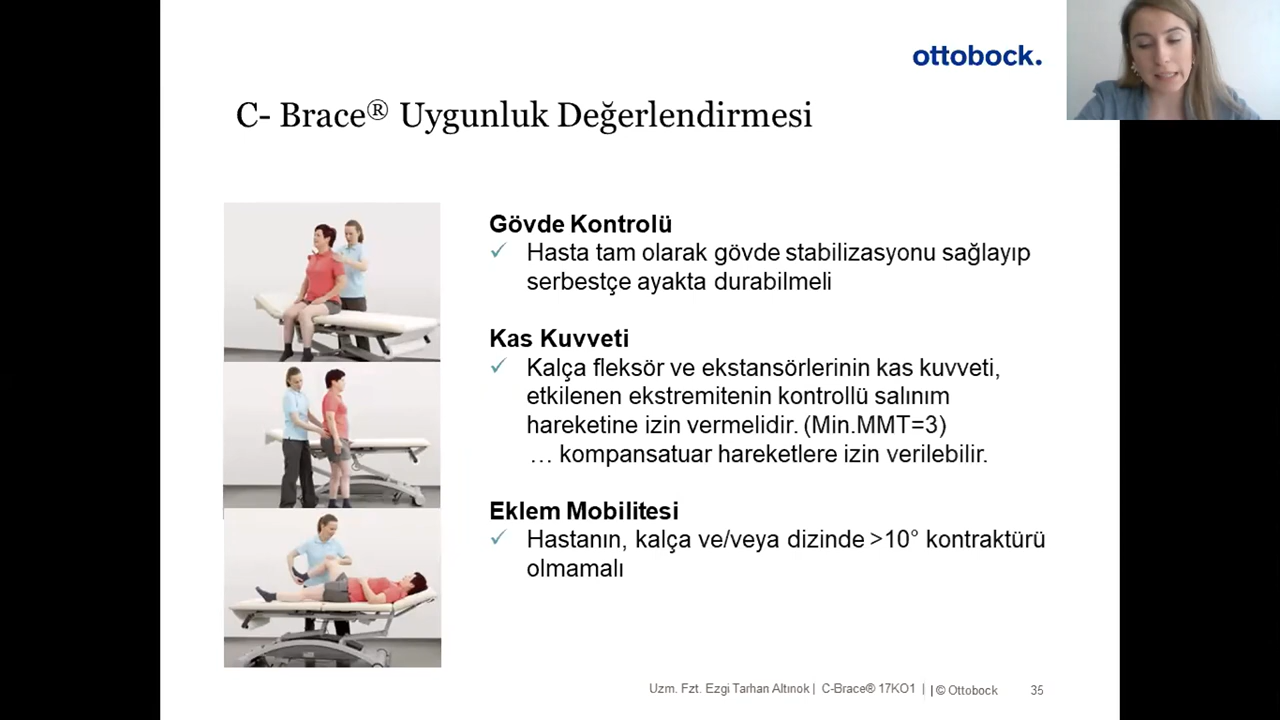 ottobock.
C- Brace® Uygunluk Değerlendirmesi
Gövde Kontrolü
✓ Hasta tam olarak gövde stabilizasyonu sağlayıp
serbestçe ayakta durabilmeli
Kas Kuvveti
✓ Kalça fleksör ve ekstansörlerinin kas kuvveti,
etkilenen ekstremitenin kontrollü salınım
hareketine izin vermelidir. (Min.MMT=3)
… kompansatuar hareketlere izin verilebilir.
Eklem Mobilitesi
✓ Hastanın, kalça ve/veya dizinde >10° kontraktürü
olmamalı
Uzm. Fzt. Ezgi Tarhan Altınok | C-Brace® 17KO1 | | © Ottobock 35